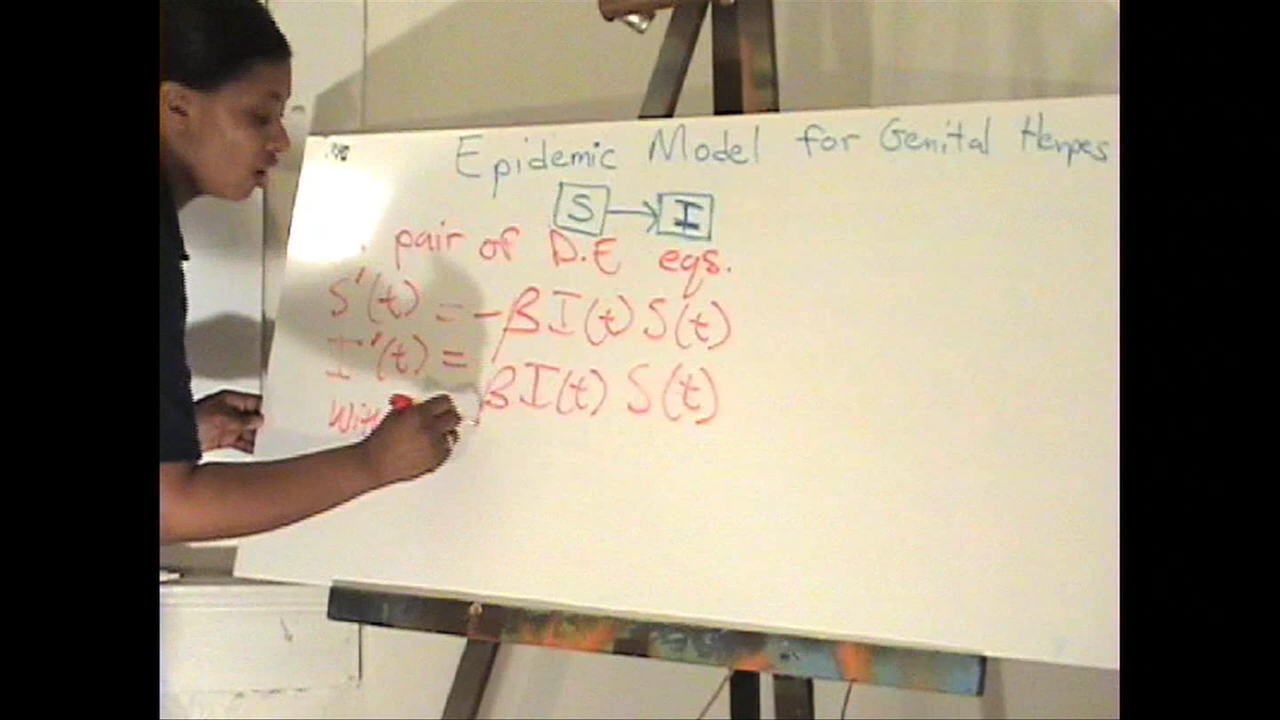 Epidemic Model for Genital Herpes
S → I
pair of D.E eqs.
S'(t) = -βI(t) S(t)
I'(t) = βI(t) S(t)